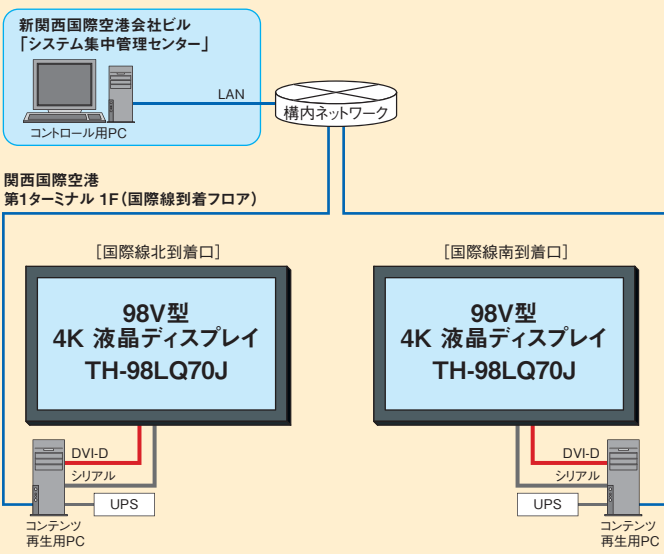 新関西国際空港会社ビル
「システム集中管理センター」
LAN
構内ネットワーク
コントロール用PC
関西国際空港
第1ターミナル 1F(国際線到着フロア)
[国際線北到着口]
98V型
4K 液晶ディスプレイ
TH-98LQ70J
DVI-D
シリアル
UPS
コンテンツ
再生用PC
[国際線南到着口]
98V型
4K 液晶ディスプレイ
TH-98LQ70J
DVI-D
シリアル
UPS
コンテンツ
再生用PC